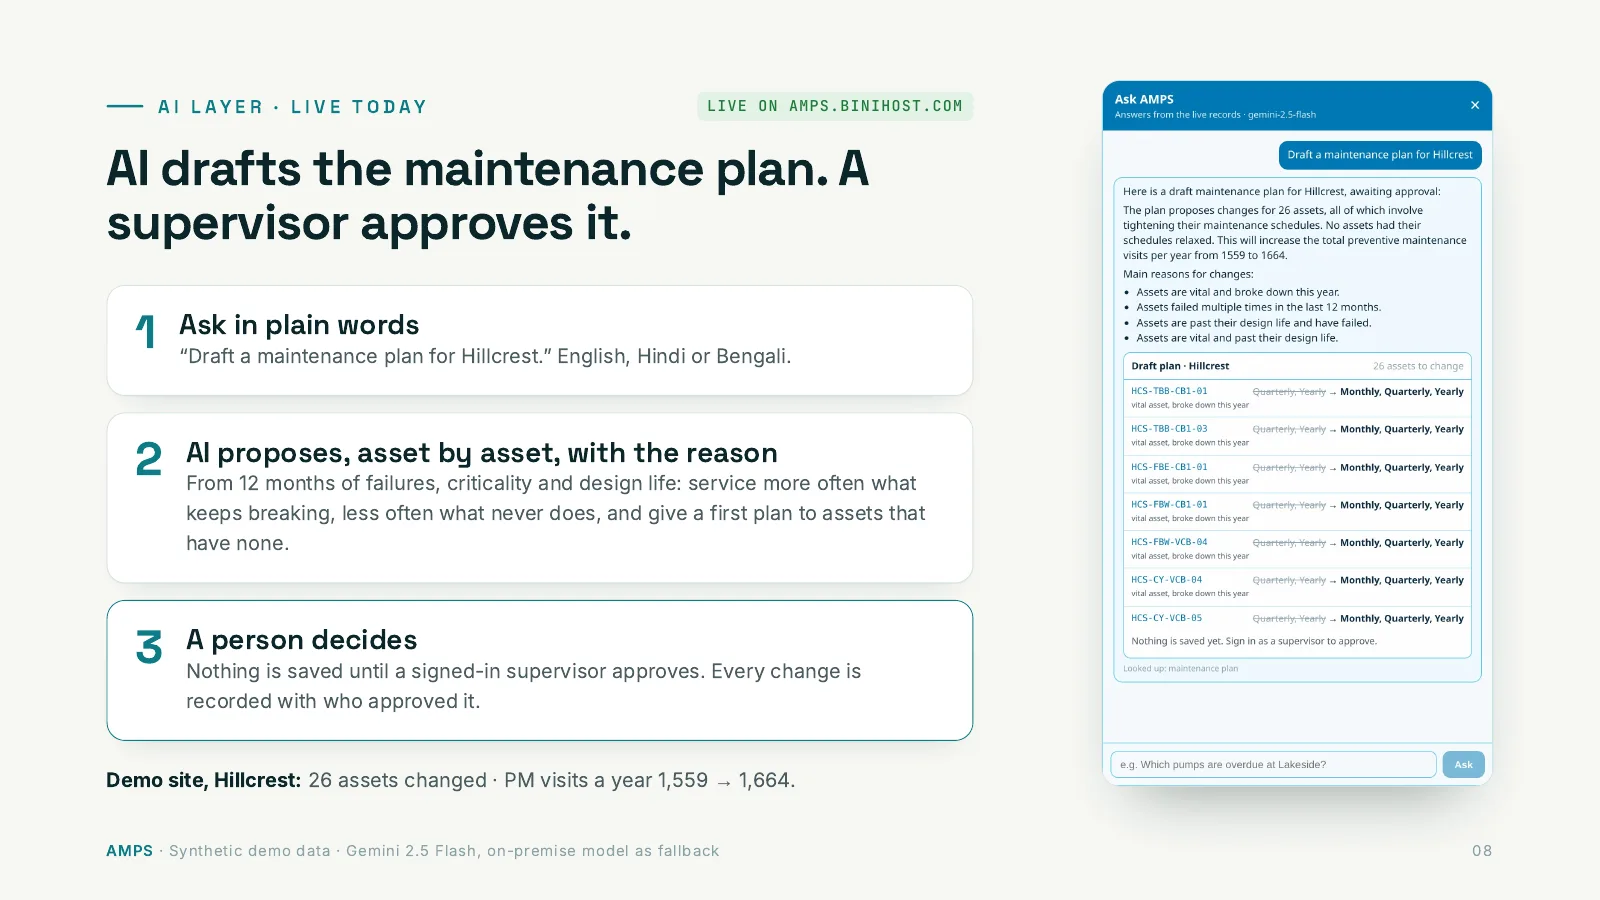 AI LAYER · LIVE TODAY
LIVE ON AMPS.BINIHOST.COM
AI drafts the maintenance plan. A
supervisor approves it.
1 Ask in plain words
“Draft a maintenance plan for Hillcrest.” English, Hindi or Bengali.
2 AI proposes, asset by asset, with the reason
From 12 months of failures, criticality and design life: service more often what
keeps breaking, less often what never does, and give a first plan to assets that
have none.
3 A person decides
Nothing is saved until a signed-in supervisor approves. Every change is
recorded with who approved it.
Demo site, Hillcrest: 26 assets changed · PM visits a year 1,559 → 1,664.
Ask AMPS
×
Answers from the live records · gemini-2.5-flash
Draft a maintenance plan for Hillcrest
Here is a draft maintenance plan for Hillcrest, awaiting approval:
The plan proposes changes for 26 assets, all of which involve
tightening their maintenance schedules. No assets had their
schedules relaxed. This will increase the total preventive maintenance
visits per year from 1559 to 1664.
Main reasons for changes:
• Assets are vital and broke down this year.
• Assets failed multiple times in the last 12 months.
• Assets are past their design life and have failed.
• Assets are vital and past their design life.
Draft plan · Hillcrest 26 assets to change
HCS-TBB-CB1-01 Quarterly, Yearly → Monthly, Quarterly, Yearly
vital asset, broke down this year
HCS-TBB-CB1-03 Quarterly, Yearly → Monthly, Quarterly, Yearly
vital asset, broke down this year
HCS-FBE-CB1-01 Quarterly, Yearly → Monthly, Quarterly, Yearly
vital asset, broke down this year
HCS-FBW-CB1-01 Quarterly, Yearly → Monthly, Quarterly, Yearly
vital asset, broke down this year
HCS-FBW-VCB-04 Quarterly, Yearly → Monthly, Quarterly, Yearly
vital asset, broke down this year
HCS-CY-VCB-04 Quarterly, Yearly → Monthly, Quarterly, Yearly
vital asset, broke down this year
HCS-CY-VCB-05 Quarterly, Yearly → Monthly, Quarterly, Yearly
Nothing is saved yet. Sign in as a supervisor to approve.
Looked up: maintenance plan
e.g. Which pumps are overdue at Lakeside?
Ask
AMPS · Synthetic demo data · Gemini 2.5 Flash, on-premise model as fallback
08